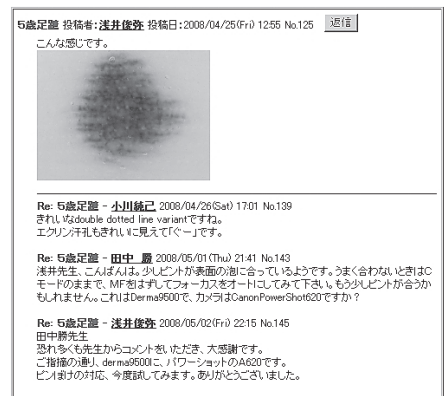 5歳足蹠 投稿者:浅井俊弥 投稿日:2008/04/25(Fri) 12:55 No.125 返信
こんな感じです。
Re: 5歳足蹠 - 小川純己 2008/04/26(Sat) 17:01 No.139
きれいなdouble dotted line variantですね。
エクリン汗孔もきれいに見えて「ぐー」です。
Re: 5歳足蹠 - 田中 勝 2008/05/01(Thu) 21:41 No.143
浅井先生、こんばんは。少しピントが表面の泡に合っているようです。うまく合わないときはC
モードのままで、MFをはずしてフォーカスをオートにしてみて下さい。もう少しピントが合うか
もしれません。これはDerma9500で、カメラはCanonPowerShot620ですか?
Re: 5歳足蹠 - 浅井俊弥 2008/05/02(Fri) 22:15 No.145
田中勝先生
恐れ多くも先生からコメントをいただき、大感謝です。
ご指摘の通り、derma9500に、パワーショットのA620です。
ピンぼけの対応、今度試してみます。ありがとうございました。